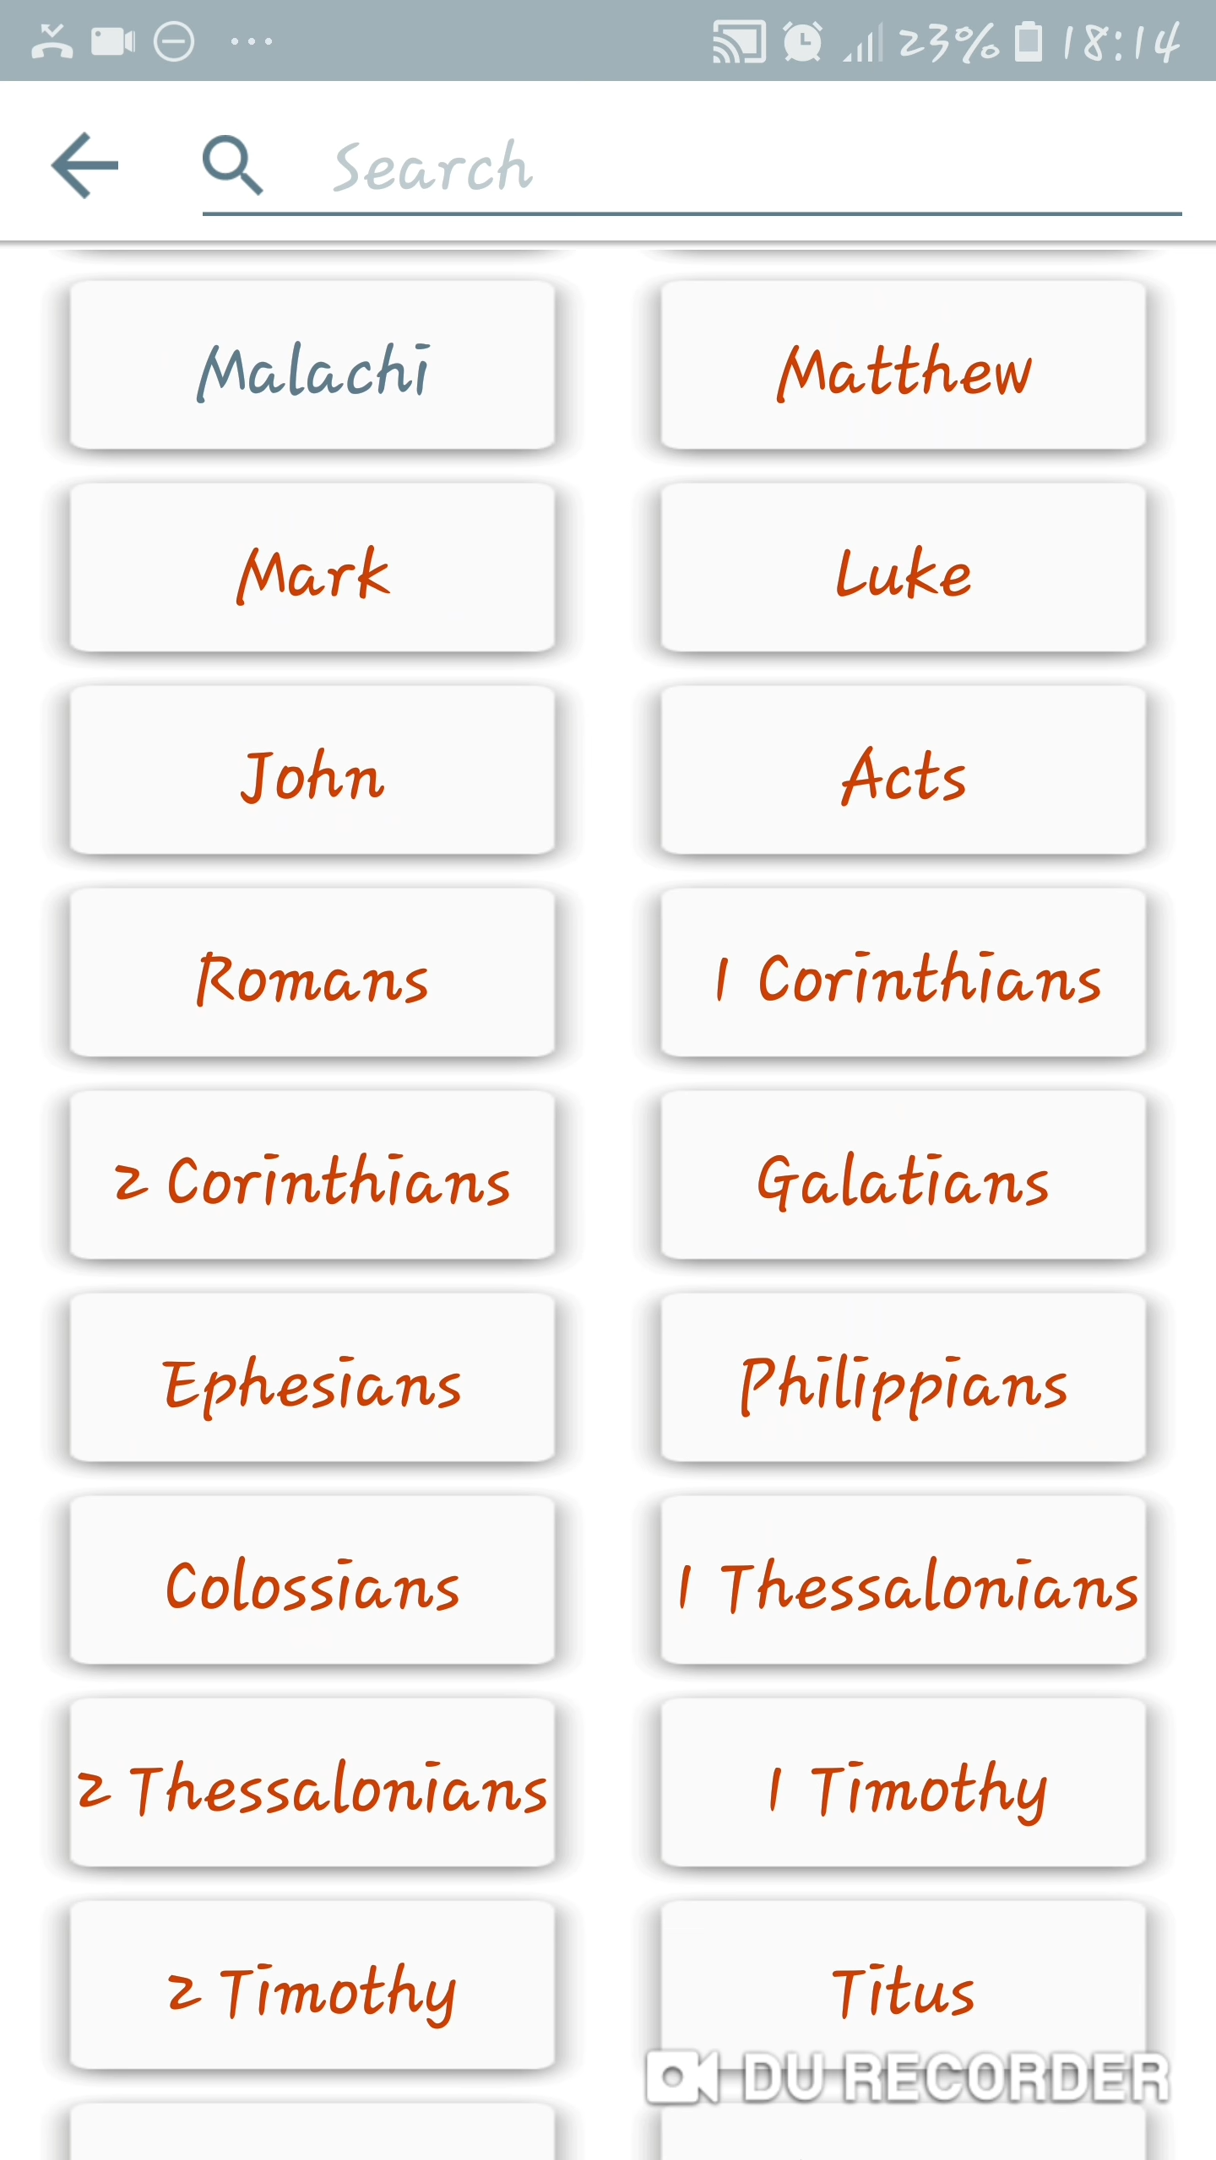 23% 18:14
Search
Malachi
Matthew
Mark
Luke
John
Acts
Romans
1 Corinthians
2 Corinthians
Galatians
Ephesians
Philippians
Colossians
1 Thessalonians
2 Thessalonians
1 Timothy
2 Timothy
Titus
DU RECORDER